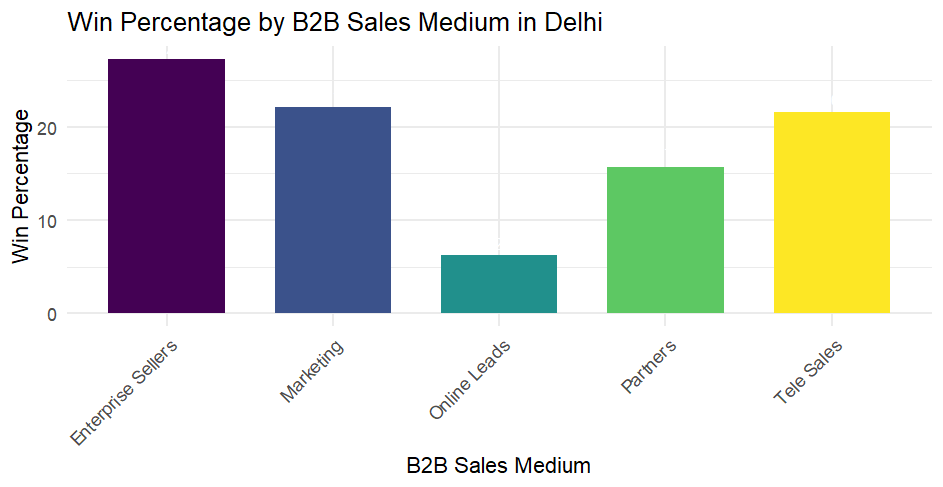 Win Percentage by B2B Sales Medium in Delhi
Win Percentage
20
10
0
Enterprise Sellers
Marketing
Online Leads
Partners
Tele Sales
B2B Sales Medium